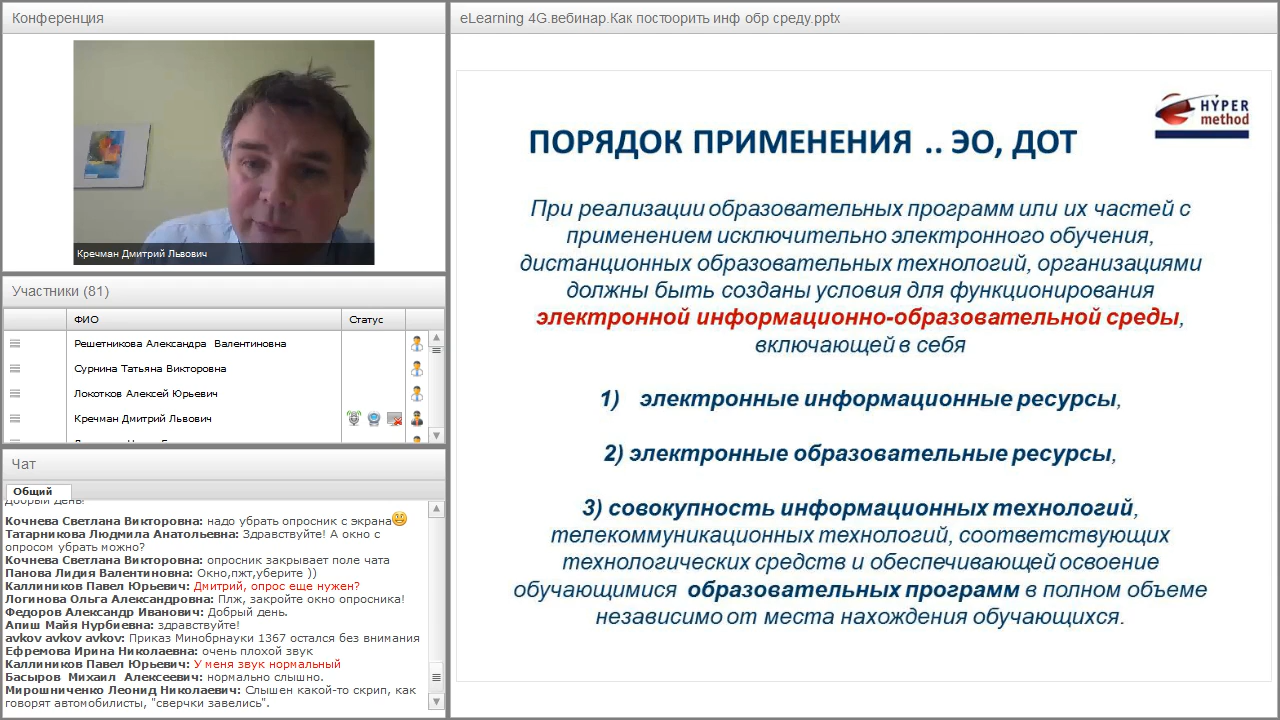 Конференция
Кречман Дмитрий Львович
Участники (81)
ФИО
Статус
Решетникова Александра Валентиновна
Сурнина Татьяна Викторовна
Локотков Алексей Юрьевич
Кречман Дмитрий Львович
Чат
Общий
Добрый день!
Кочнева Светлана Викторовна: надо убрать опросник с экрана
Татарникова Людмила Анатольевна: Здравствуйте! А окно с
опросом убрать можно?
Кочнева Светлана Викторовна: опросник закрывает поле чата
Панова Лидия Валентиновна: Окно,пжт,уберите ))
Каллиников Павел Юрьевич: Дмитрий, опрос еще нужен?
Логинова Ольга Александровна: Плж, закройте окно опросника!
Федоров Александр Иванович: Добрый день.
Апиш Майя Нурбиевна: здравствуйте!
avkov avkov avkov: Приказ Минобрнауки 1367 остался без внимания
Ефремова Ирина Николаевна: очень плохой звук
Каллиников Павел Юрьевич: У меня звук нормальный
Басыров Михаил Алексеевич: нормально слышно.
Мирошниченко Леонид Николаевич: Слышен какой-то скрип, как
говорят автомобилисты, "сверчки завелись".
eLearning 4G.вебинар.Как постоорить инф обр среду.pptx
HYPER
method
ПОРЯДОК ПРИМЕНЕНИЯ .. ЭО, ДОТ
При реализации образовательных программ или их частей с
применением исключительно электронного обучения,
дистанционных образовательных технологий, организациями
должны быть созданы условия для функционирования
электронной информационно-образовательной среды,
включающей в себя
1) электронные информационные ресурсы,
2) электронные образовательные ресурсы,
3) совокупность информационных технологий,
телекоммуникационных технологий, соответствующих
технологических средств и обеспечивающей освоение
обучающимися образовательных программ в полном объеме
независимо от места нахождения обучающихся.